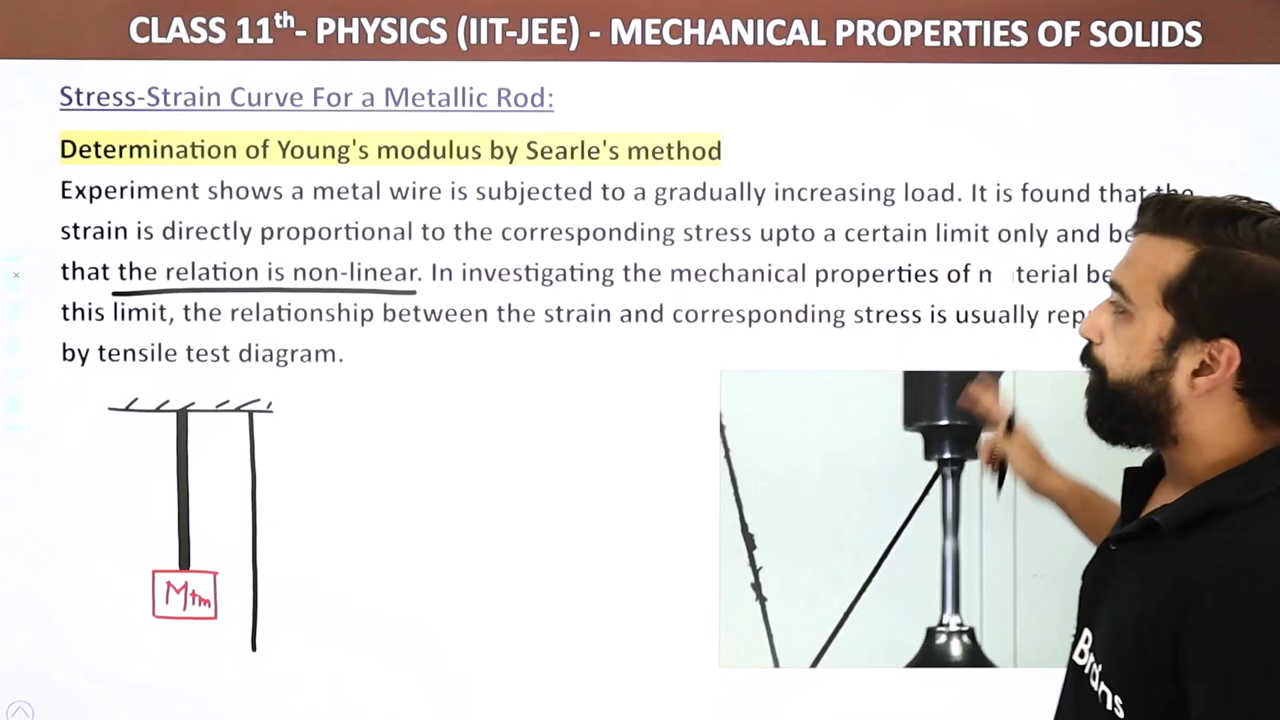 CLASS 11th- PHYSICS (IIT-JEE) - MECHANICAL PROPERTIES OF SOLIDS
Stress-Strain Curve For a Metallic Rod:
Determination of Young's modulus by Searle's method
Experiment shows a metal wire is subjected to a gradually increasing load. It is found that the
strain is directly proportional to the corresponding stress upto a certain limit only and
that the relation is non-linear. In investigating the mechanical properties of
this limit, the relationship between the strain and corresponding stress is usually
by tensile test diagram.
M+m